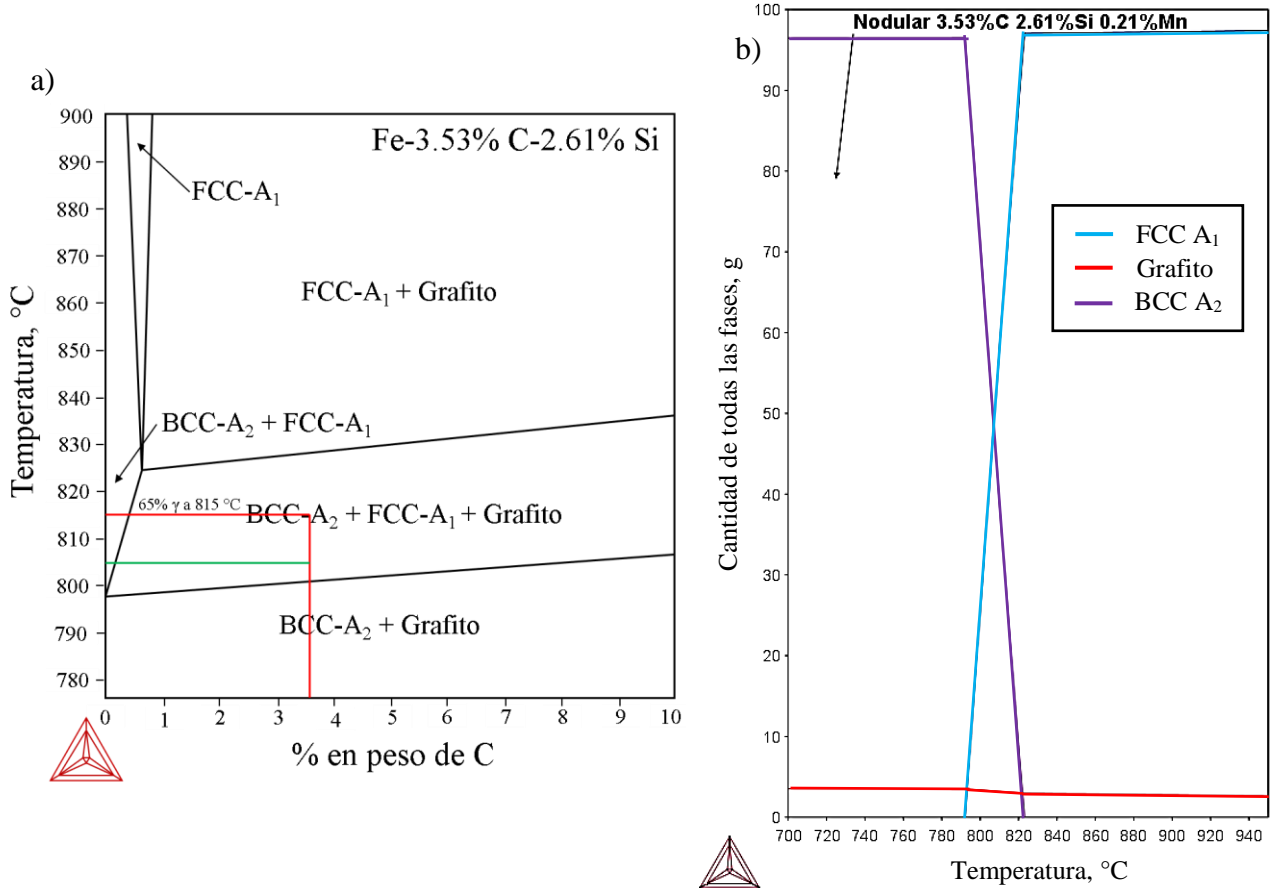 a)
Fe-3.53% C-2.61% Si
FCC-A₁
FCC-A₁ + Grafito
BCC-A₂ + FCC-A₁
65% γ a 815 °C
BCC-A₂ + FCC-A₁ + Grafito
BCC-A₂ + Grafito
Temperatura, °C
900
890
880
870
860
850
840
830
820
810
800
790
780
0 1 2 3 4 5 6 7 8 9 10
% en peso de C
b)
Nodular 3.53%C 2.61%Si 0.21%Mn
FCC A₁
Grafito
BCC A₂
Cantidad de todas las fases, g
100
90
80
70
60
50
40
30
20
10
0
700 720 740 760 780 800 820 840 860 880 900 920 940
Temperatura, °C